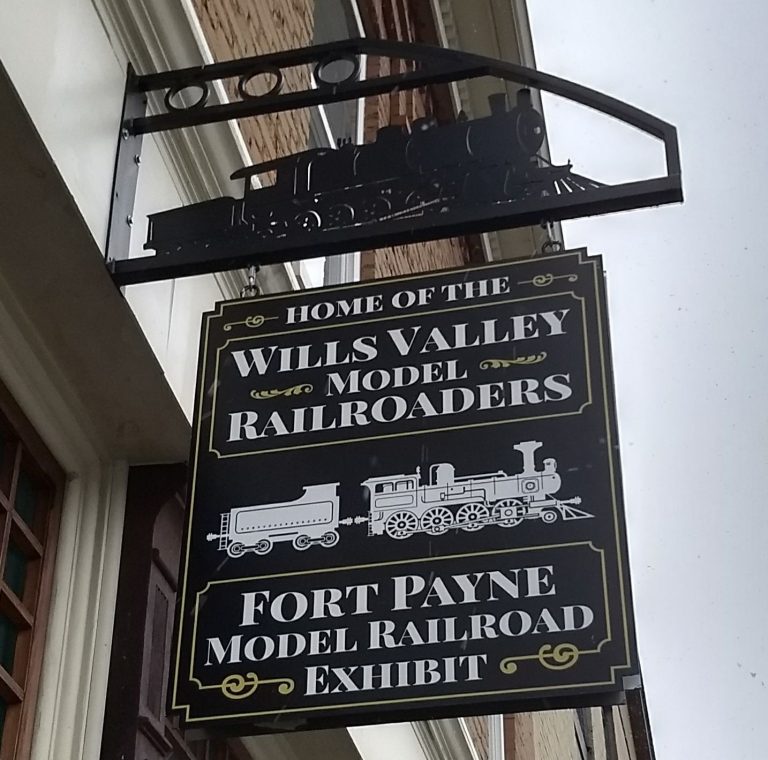 HOME OF THE
WILLS VALLEY
MODEL
RAILROADERS
FORT PAYNE
MODEL RAILROAD
EXHIBIT